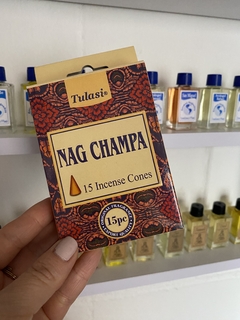 Tulasi®
NAG CHAMPA
15 Incense Cones
15pc